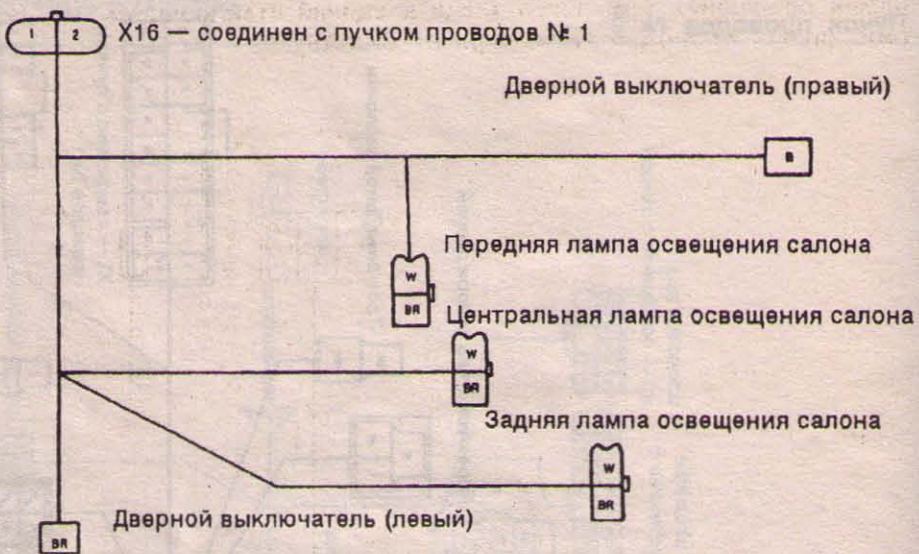 1 2 X16 — соединен с пучком проводов № 1
Дверной выключатель (правый)
B
Передняя лампа освещения салона
W
BR
Центральная лампа освещения салона
W
BR
Задняя лампа освещения салона
W
BR
Дверной выключатель (левый)
BR